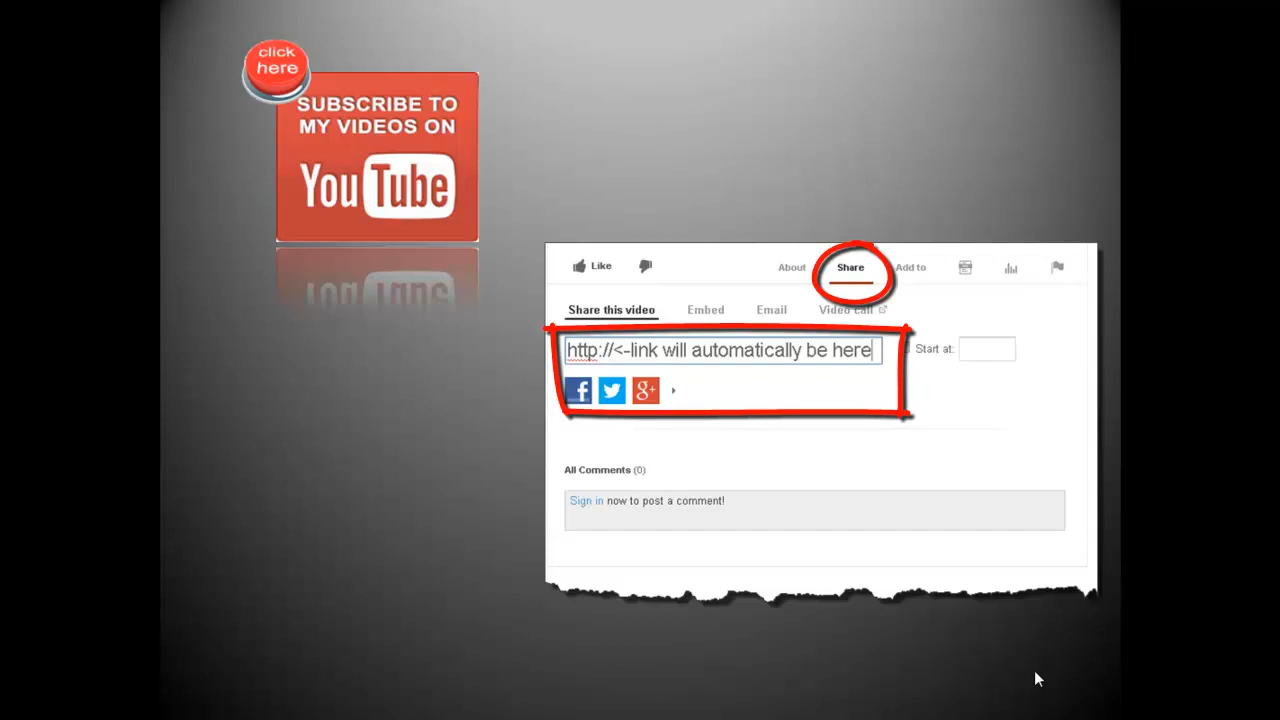 click
here
SUBSCRIBE TO
MY VIDEOS ON
YouTube
Like
About
Share
Add to
Share this video
Embed
Email
Video call
http://<-link will automatically be here
Start at:
f
g+
All Comments (0)
Sign in now to post a comment!